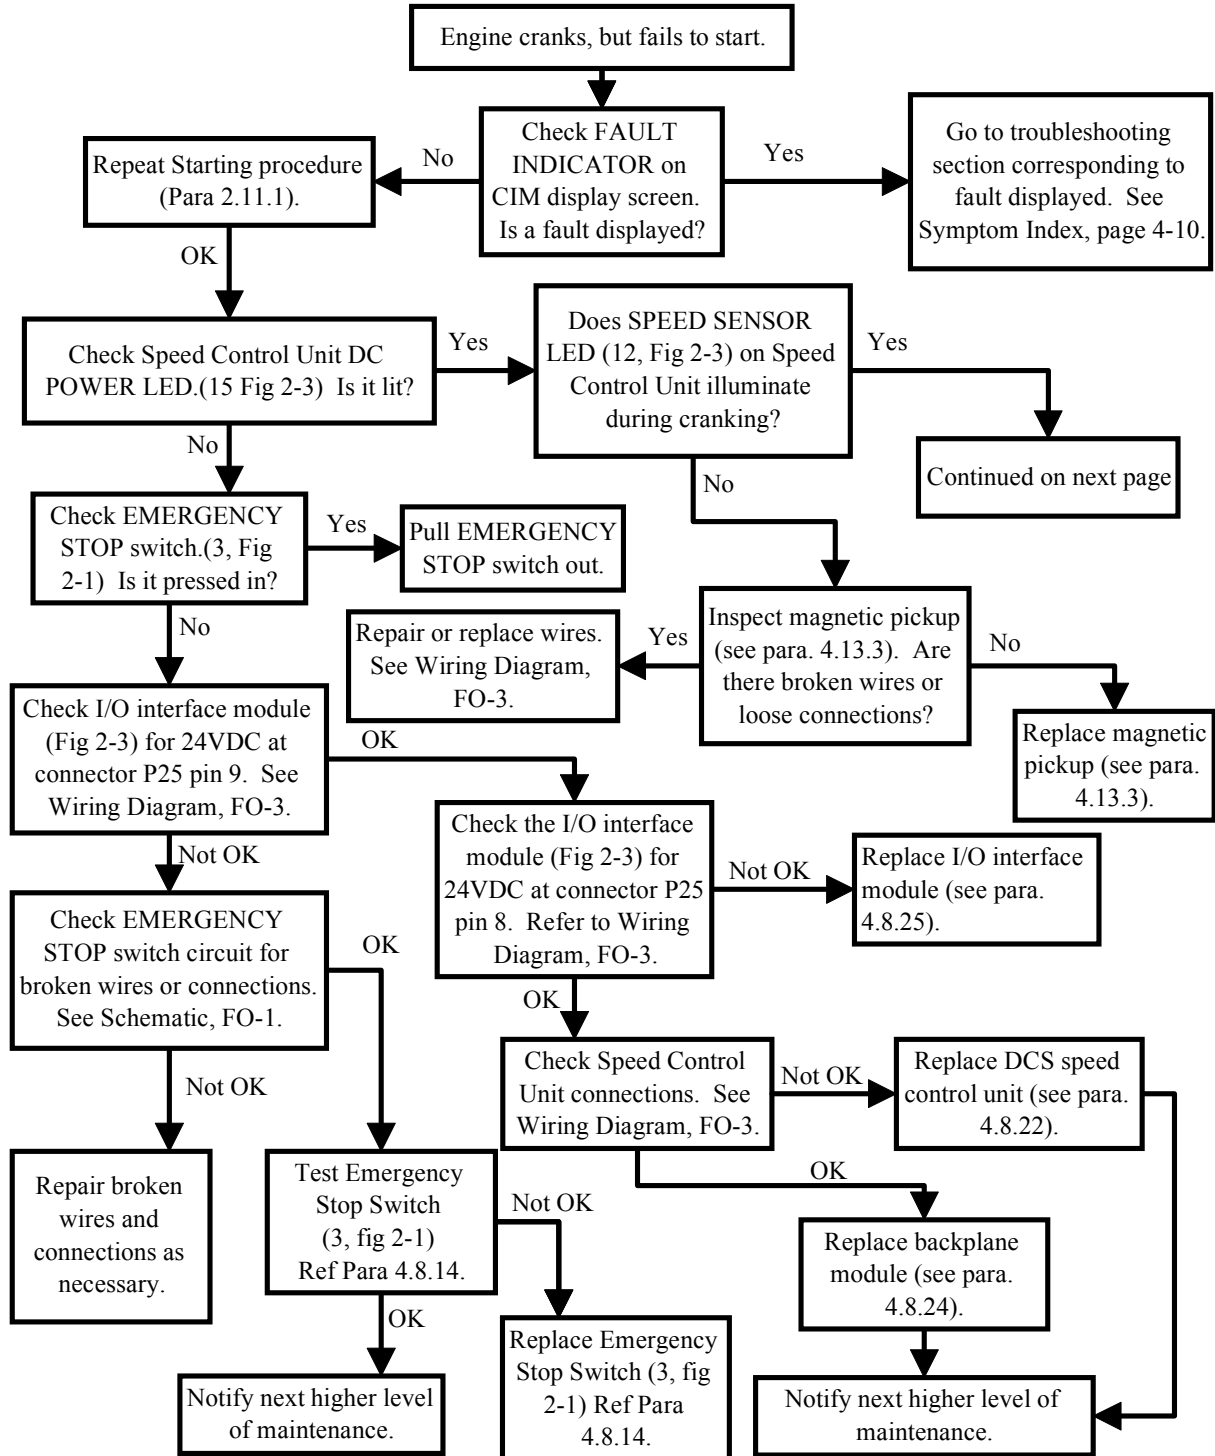 Engine cranks, but fails to start.
Check FAULT
INDICATOR on
CIM display screen.
Is a fault displayed?
No
Yes
Repeat Starting procedure
(Para 2.11.1).
Go to troubleshooting
section corresponding to
fault displayed.  See
Symptom Index, page 4-10.
OK
Check Speed Control Unit DC
POWER LED.(15 Fig 2-3)  Is it lit?
Yes
Does SPEED SENSOR
LED (12, Fig 2-3) on Speed
Control Unit illuminate
during cranking?
Yes
No
No
Continued on next page
Check EMERGENCY
STOP switch.(3, Fig
2-1)  Is it pressed in?
Yes
Pull EMERGENCY
STOP switch out.
No
Repair or replace wires.
See Wiring Diagram,
FO-3.
Yes
Inspect magnetic pickup
(see para. 4.13.3).  Are
there broken wires or
loose connections?
No
Replace magnetic
pickup (see para.
4.13.3).
Check I/O interface module
(Fig 2-3) for 24VDC at
connector P25 pin 9.  See
Wiring Diagram, FO-3.
OK
Not OK
Check the I/O interface
module (Fig 2-3) for
24VDC at connector P25
pin 8.  Refer to Wiring
Diagram, FO-3.
Not OK
Replace I/O interface
module (see para.
4.8.25).
Check EMERGENCY
STOP switch circuit for
broken wires or connections.
See Schematic, FO-1.
OK
OK
Not OK
Check Speed Control
Unit connections.  See
Wiring Diagram, FO-3.
Not OK
Replace DCS speed
control unit (see para.
4.8.22).
OK
Repair broken
wires and
connections as
necessary.
Test Emergency
Stop Switch
(3, fig 2-1)
Ref Para 4.8.14.
Not OK
OK
Replace backplane
module (see para.
4.8.24).
Notify next higher level
of maintenance.
Replace Emergency
Stop Switch (3, fig
2-1) Ref Para
4.8.14.
Notify next higher level of
maintenance.